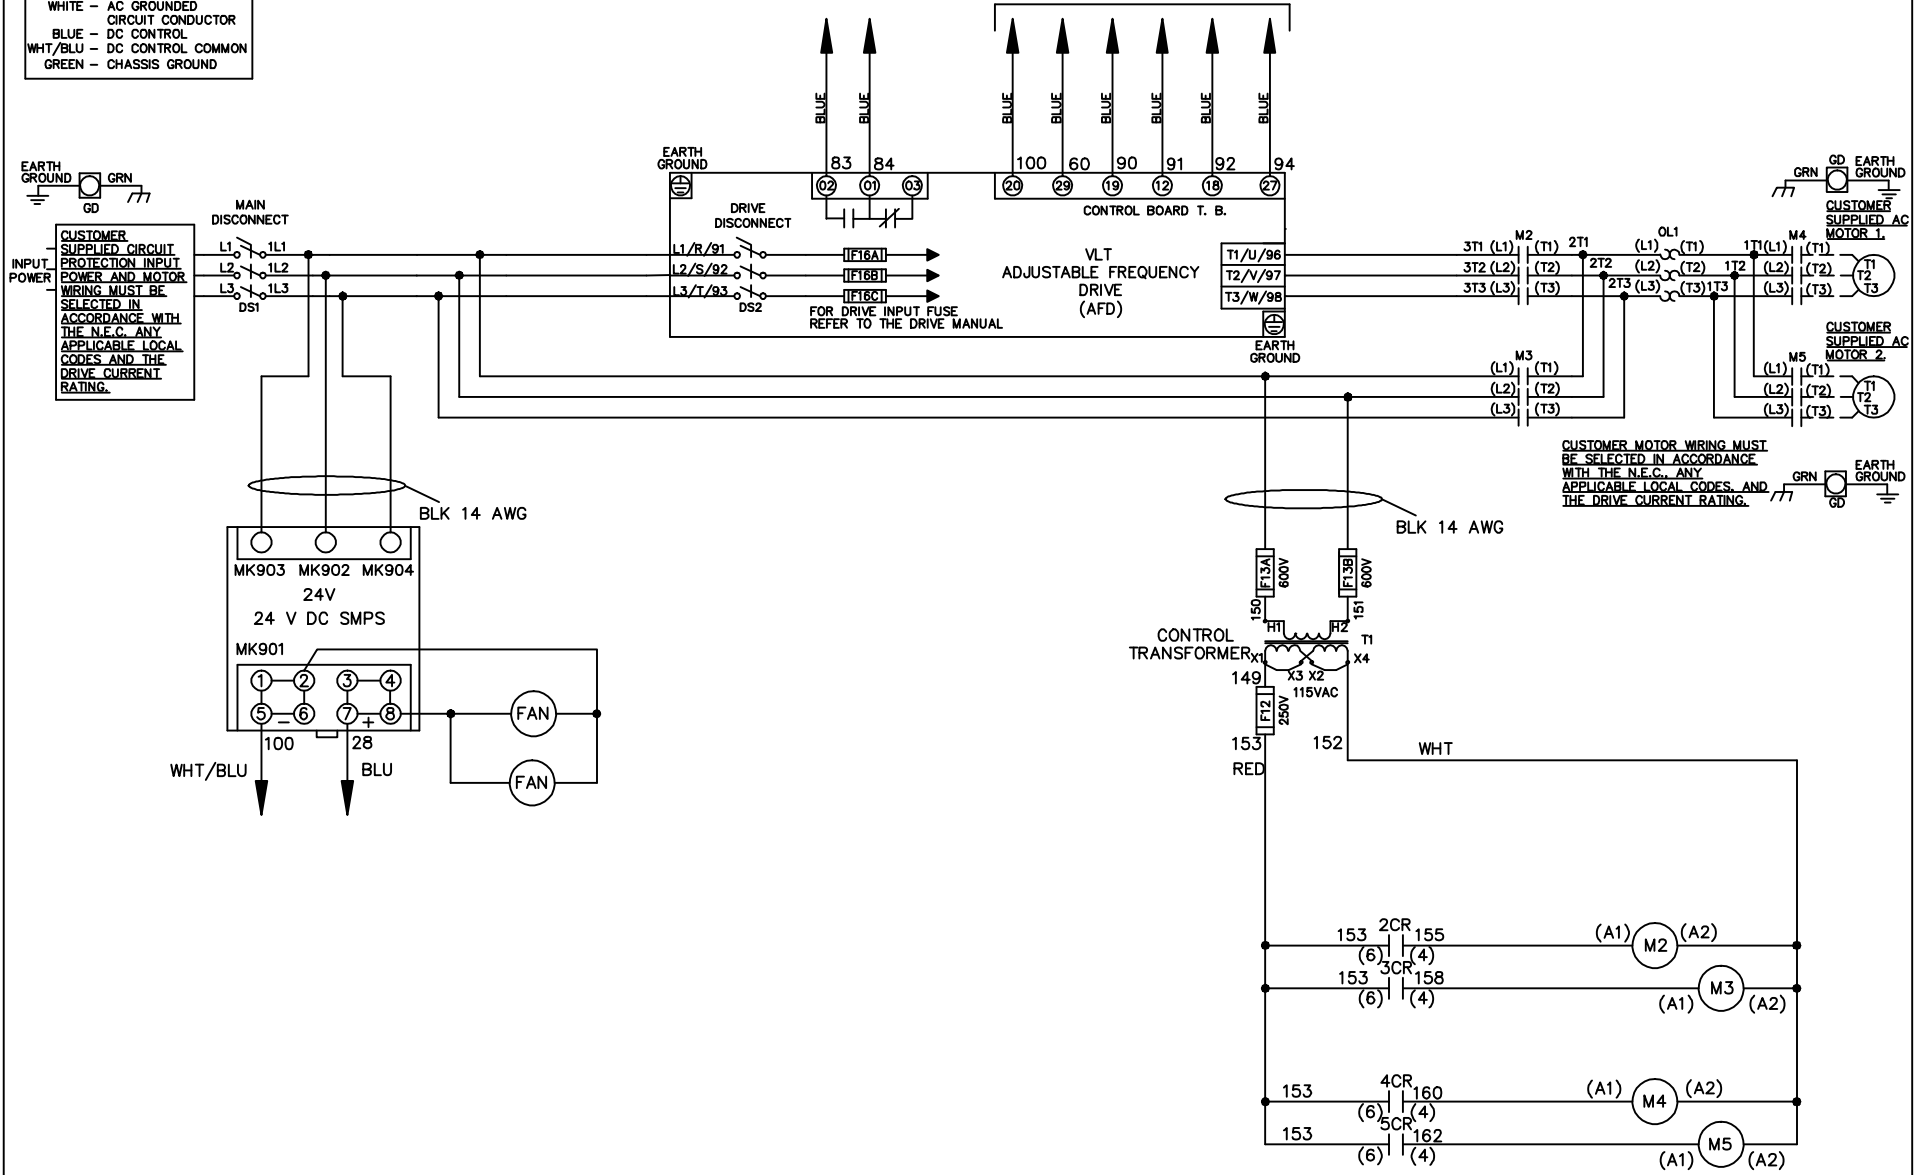 WHITE – AC GROUNDED
CIRCUIT CONDUCTOR
BLUE – DC CONTROL
WHT/BLU – DC CONTROL COMMON
GREEN – CHASSIS GROUND
BLUE
BLUE
BLUE
BLUE
BLUE
BLUE
BLUE
BLUE
EARTH
GROUND
GRN
GD
MAIN
DISCONNECT
INPUT
POWER
CUSTOMER
SUPPLIED CIRCUIT
PROTECTION INPUT
POWER AND MOTOR
WIRING MUST BE
SELECTED IN
ACCORDANCE WITH
THE N.E.C. ANY
APPLICABLE LOCAL
CODES AND THE
DRIVE CURRENT
RATING.
L1 1L1
L2 1L2
L3 1L3
DS1
EARTH
GROUND
83 84
02 01 03
100 60 90 91 92 94
20 29 19 12 18 27
CONTROL BOARD T. B.
DRIVE
DISCONNECT
L1/R/91
L2/S/92
L3/T/93
DS2
F16A
F16B
F16C
FOR DRIVE INPUT FUSE
REFER TO THE DRIVE MANUAL
VLT
ADJUSTABLE FREQUENCY
DRIVE
(AFD)
T1/U/96
T2/V/97
T3/W/98
EARTH
GROUND
M2
3T1 (L1) (T1) 2T1
3T2 (L2) (T2) 2T2
3T3 (L3) (T3) 2T3
OL1
(L1) (T1) 1T1
(L2) (T2) 1T2
(L3) (T3) 1T3
M4
(L1) (T1)
(L2) (T2)
(L3) (T3)
GD
GRN
EARTH
GROUND
CUSTOMER
SUPPLIED AC
MOTOR 1.
T1
T2
T3
M3
(L1) (T1)
(L2) (T2)
(L3) (T3)
M5
(L1) (T1)
(L2) (T2)
(L3) (T3)
CUSTOMER
SUPPLIED AC
MOTOR 2.
T1
T2
T3
CUSTOMER MOTOR WIRING MUST
BE SELECTED IN ACCORDANCE
WITH THE N.E.C., ANY
APPLICABLE LOCAL CODES, AND
THE DRIVE CURRENT RATING.
GRN
GD
EARTH
GROUND
BLK 14 AWG
MK903 MK902 MK904
24V
24 V DC SMPS
MK901
1 2 3 4
5 – 6 7 + 8
100 28
WHT/BLU BLU
FAN
FAN
BLK 14 AWG
F13A
600V
F13B
600V
150
151
H1 H2
T1
CONTROL
TRANSFORMER
X1 X4
X3 X2
115VAC
149
F12
250V
153
RED
152
WHT
2CR
153 155
(6) (4)
(A1) M2 (A2)
3CR
153 158
(6) (4)
(A1) M3 (A2)
4CR
153 160
(6) (4)
(A1) M4 (A2)
5CR
153 162
(6) (4)
(A1) M5 (A2)